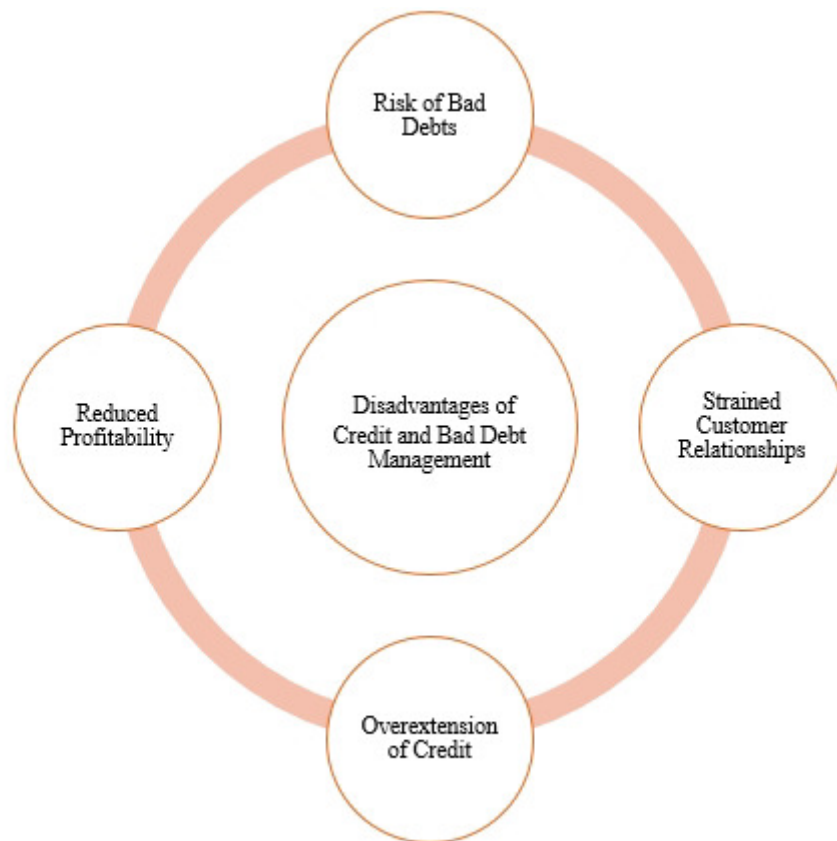 Risk of Bad
Debts
Reduced
Profitability
Disadvantages of
Credit and Bad Debt
Management
Strained
Customer
Relationships
Overextension
of Credit